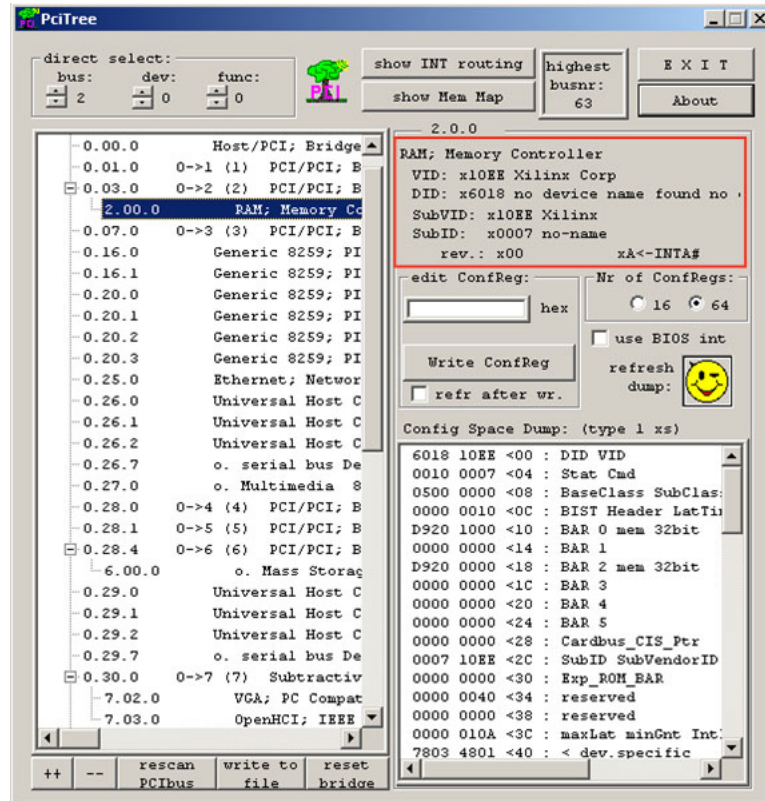 PciTree
direct select:
bus: dev: func:
2 0 0
PCI
show INT routing
show Mem Map
highest
busnr:
63
E X I T
About
0.00.0 Host/PCI; Bridge
0.01.0 0->1 (1) PCI/PCI; B
0.03.0 0->2 (2) PCI/PCI; B
2.00.0 RAM; Memory Co
0.07.0 0->3 (3) PCI/PCI; B
0.16.0 Generic 8259; PI
0.16.1 Generic 8259; PI
0.20.0 Generic 8259; PI
0.20.1 Generic 8259; PI
0.20.2 Generic 8259; PI
0.20.3 Generic 8259; PI
0.25.0 Ethernet; Networ
0.26.0 Universal Host C
0.26.1 Universal Host C
0.26.2 Universal Host C
0.26.7 o. serial bus De
0.27.0 o. Multimedia 8
0.28.0 0->4 (4) PCI/PCI; B
0.28.1 0->5 (5) PCI/PCI; B
0.28.4 0->6 (6) PCI/PCI; B
6.00.0 o. Mass Storag
0.29.0 Universal Host C
0.29.1 Universal Host C
0.29.2 Universal Host C
0.29.7 o. serial bus De
0.30.0 0->7 (7) Subtractiv
7.02.0 VGA; PC Compat
7.03.0 OpenHCI; IEEE
++ -- rescan PCIbus write to file reset bridge
2.0.0
RAM; Memory Controller
VID: x10EE Xilinx Corp
DID: x6018 no device name found no
SubVID: x10EE Xilinx
SubID: x0007 no-name
rev.: x00 xA<-INTA#
edit ConfReg:
hex
Nr of ConfRegs:
16 64
use BIOS int
Write ConfReg
refresh
dump:
refr after wr.
Config Space Dump: (type 1 xs)
6018 10EE <00 : DID VID
0010 0007 <04 : Stat Cmd
0500 0000 <08 : BaseClass SubClas
0000 0010 <0C : BIST Header LatTi
D920 1000 <10 : BAR 0 mem 32bit
0000 0000 <14 : BAR 1
D920 0000 <18 : BAR 2 mem 32bit
0000 0000 <1C : BAR 3
0000 0000 <20 : BAR 4
0000 0000 <24 : BAR 5
0000 0000 <28 : Cardbus_CIS_Ptr
0007 10EE <2C : SubID SubVendorID
0000 0000 <30 : Exp_ROM_BAR
0000 0040 <34 : reserved
0000 0000 <38 : reserved
0000 010A <3C : maxLat minGnt Int
7803 4801 <40 : < dev.specific